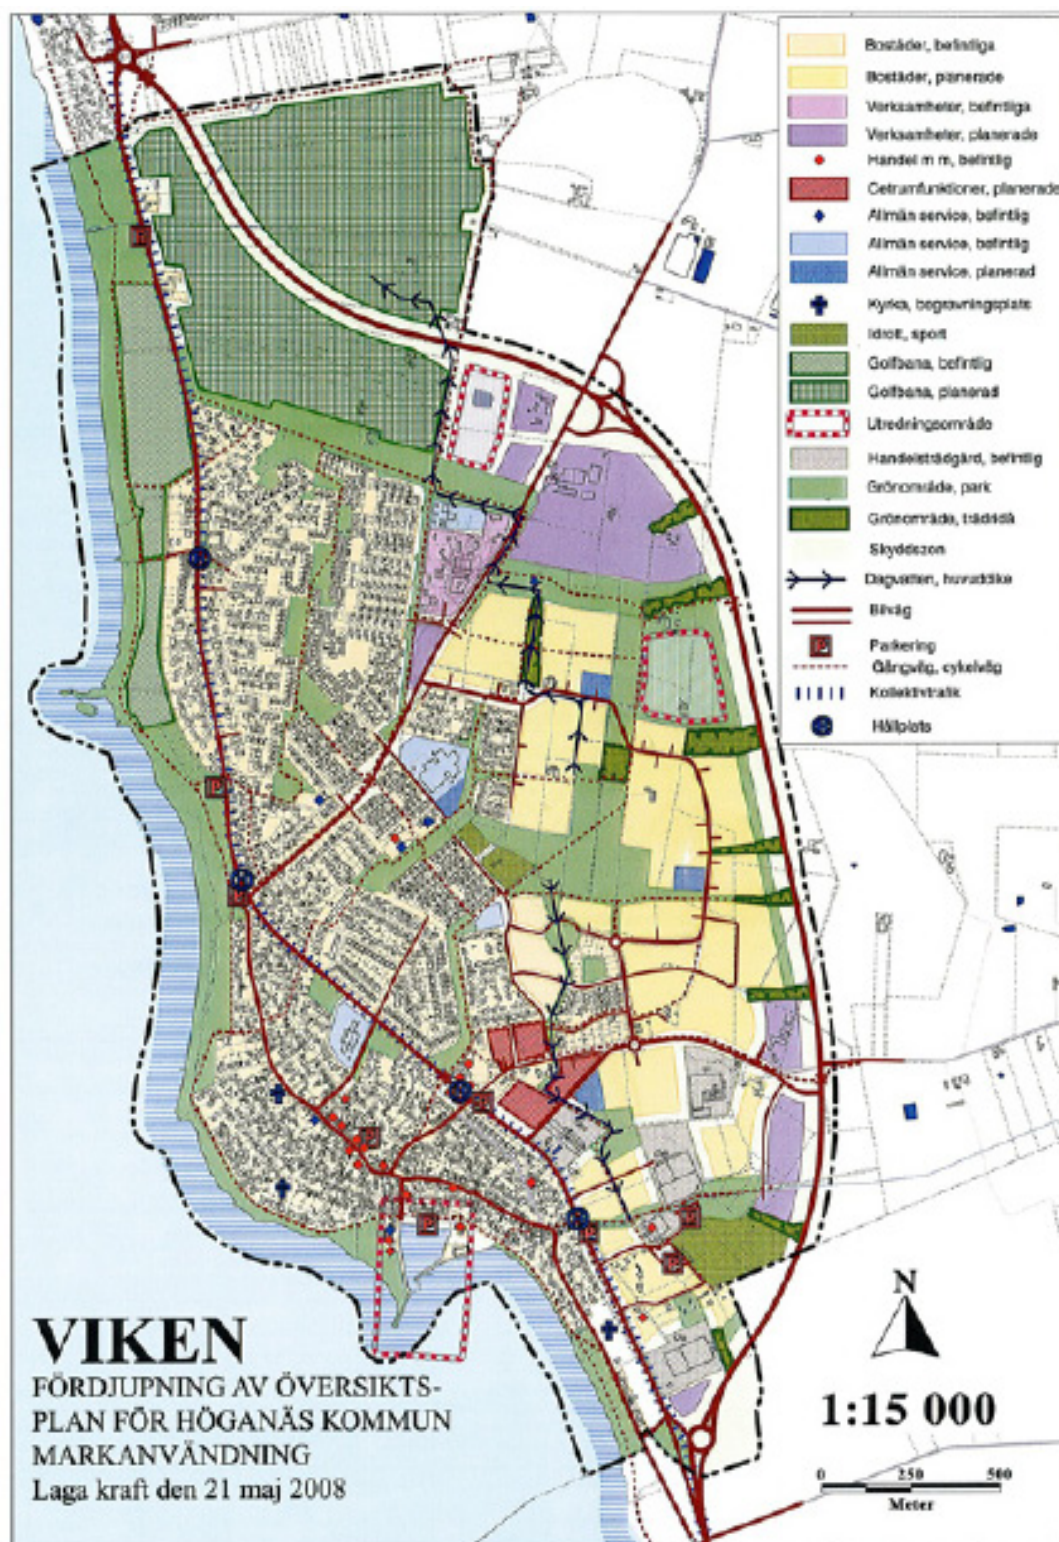 Bostäder, befintliga
Bostäder, planerade
Verksamheter, befintliga
Verksamheter, planerade
Handel m m, befintlig
Cetrumfunktioner, planerade
Allmän service, befintlig
Allmän service, befintlig
Allmän service, planerad
Kyrka, begravningsplats
Idrott, sport
Golfbana, befintlig
Golfbana, planerad
Utredningsområde
Handelsträdgård, befintlig
Grönområde, park
Grönområde, trädridå
Skyddszon
Dagvatten, huvuddike
Bilväg
Parkering
Gångväg, cykelväg
Kollektivtrafik
Hållplats
VIKEN
FÖRDJUPNING AV ÖVERSIKTS-
PLAN FÖR HÖGANÄS KOMMUN
MARKANVÄNDNING
Laga kraft den 21 maj 2008
N
1:15 000
0 250 500
Meter